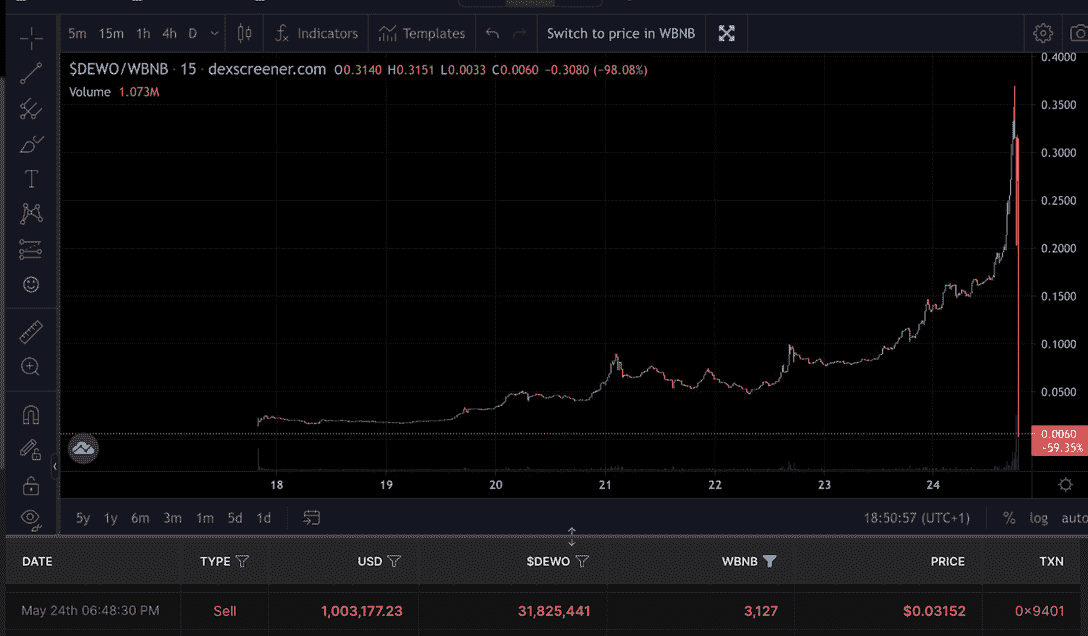 5m 15m 1h 4h D Indicators Templates Switch to price in WBNB
$DEWO/WBNB · 15 · dexscreener.com O0.3140 H0.3151 L0.0033 C0.0060 −0.3080 (−98.08%)
Volume 1.073M
0.4000
0.3500
0.3000
0.2500
0.2000
0.1500
0.1000
0.0500
0.0060
-59.35%
18 19 20 21 22 23 24
5y 1y 6m 3m 1m 5d 1d 18:50:57 (UTC+1) % log auto
DATE TYPE USD $DEWO WBNB PRICE TXN
May 24th 06:48:30 PM Sell 1,003,177.23 31,825,441 3,127 $0.03152 0×9401